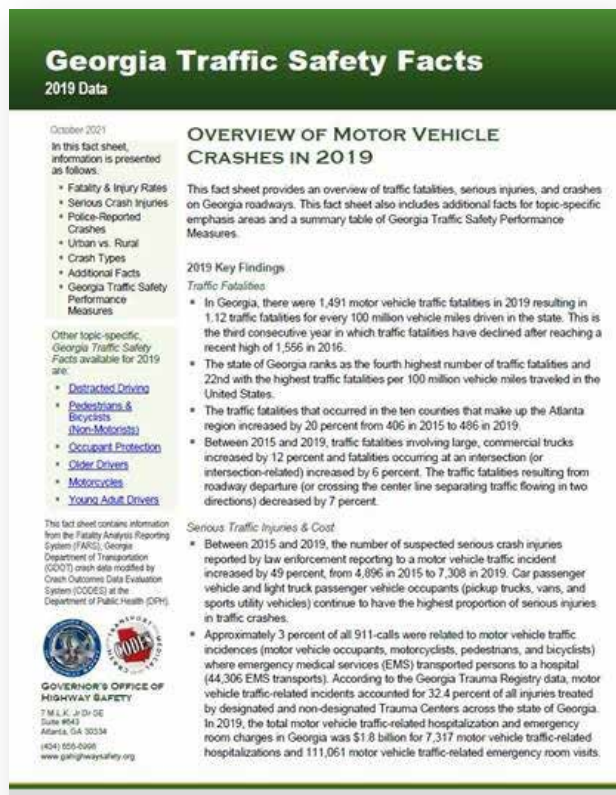 Georgia Traffic Safety Facts
2019 Data
October 2021
In this fact sheet,
information is presented
as follows.
Fatality & Injury Rates
Serious Crash Injuries
Police-Reported
Crashes
Urban vs. Rural
Crash Types
Additional Facts
Georgia Traffic Safety
Performance
Measures
Other topic-specific,
Georgia Traffic Safety
Facts available for 2019
are:
Distracted Driving
Pedestrians &
Bicyclists
(Non-Motorists)
Occupant Protection
Older Drivers
Motorcycles
Young Adult Drivers
This fact sheet contains information
from the Fatality Analysis Reporting
System (FARS), Georgia
Department of Transportation
(GDOT) crash data modified by
Crash Outcomes Data Evaluation
System (CODES) at the
Department of Public Health (DPH).
CODES
GOVERNOR'S OFFICE OF
HIGHWAY SAFETY
7 M.L.K. Jr Dr SE
Suite #643
Atlanta, GA 30334
(404) 656-6996
www.gahighwaysafety.org
OVERVIEW OF MOTOR VEHICLE
CRASHES IN 2019
This fact sheet provides an overview of traffic fatalities, serious injuries, and crashes
on Georgia roadways. This fact sheet also includes additional facts for topic-specific
emphasis areas and a summary table of Georgia Traffic Safety Performance
Measures.
2019 Key Findings
Traffic Fatalities
In Georgia, there were 1,491 motor vehicle traffic fatalities in 2019 resulting in
1.12 traffic fatalities for every 100 million vehicle miles driven in the state. This is
the third consecutive year in which traffic fatalities have declined after reaching a
recent high of 1,556 in 2016.
The state of Georgia ranks as the fourth highest number of traffic fatalities and
22nd with the highest traffic fatalities per 100 million vehicle miles traveled in the
United States.
The traffic fatalities that occurred in the ten counties that make up the Atlanta
region increased by 20 percent from 406 in 2015 to 486 in 2019.
Between 2015 and 2019, traffic fatalities involving large, commercial trucks
increased by 12 percent and fatalities occurring at an intersection (or
intersection-related) increased by 6 percent. The traffic fatalities resulting from
roadway departure (or crossing the center line separating traffic flowing in two
directions) decreased by 7 percent.
Serious Traffic Injuries & Cost
Between 2015 and 2019, the number of suspected serious crash injuries
reported by law enforcement reporting to a motor vehicle traffic incident
increased by 49 percent, from 4,896 in 2015 to 7,308 in 2019. Car passenger
vehicle and light truck passenger vehicle occupants (pickup trucks, vans, and
sports utility vehicles) continue to have the highest proportion of serious injuries
in traffic crashes.
Approximately 3 percent of all 911-calls were related to motor vehicle traffic
incidences (motor vehicle occupants, motorcyclists, pedestrians, and bicyclists)
where emergency medical services (EMS) transported persons to a hospital
(44,306 EMS transports). According to the Georgia Trauma Registry data, motor
vehicle traffic-related incidents accounted for 32.4 percent of all injuries treated
by designated and non-designated Trauma Centers across the state of Georgia.
In 2019, the total motor vehicle traffic-related hospitalization and emergency
room charges in Georgia was $1.8 billion for 7,317 motor vehicle traffic-related
hospitalizations and 111,061 motor vehicle traffic-related emergency room visits.